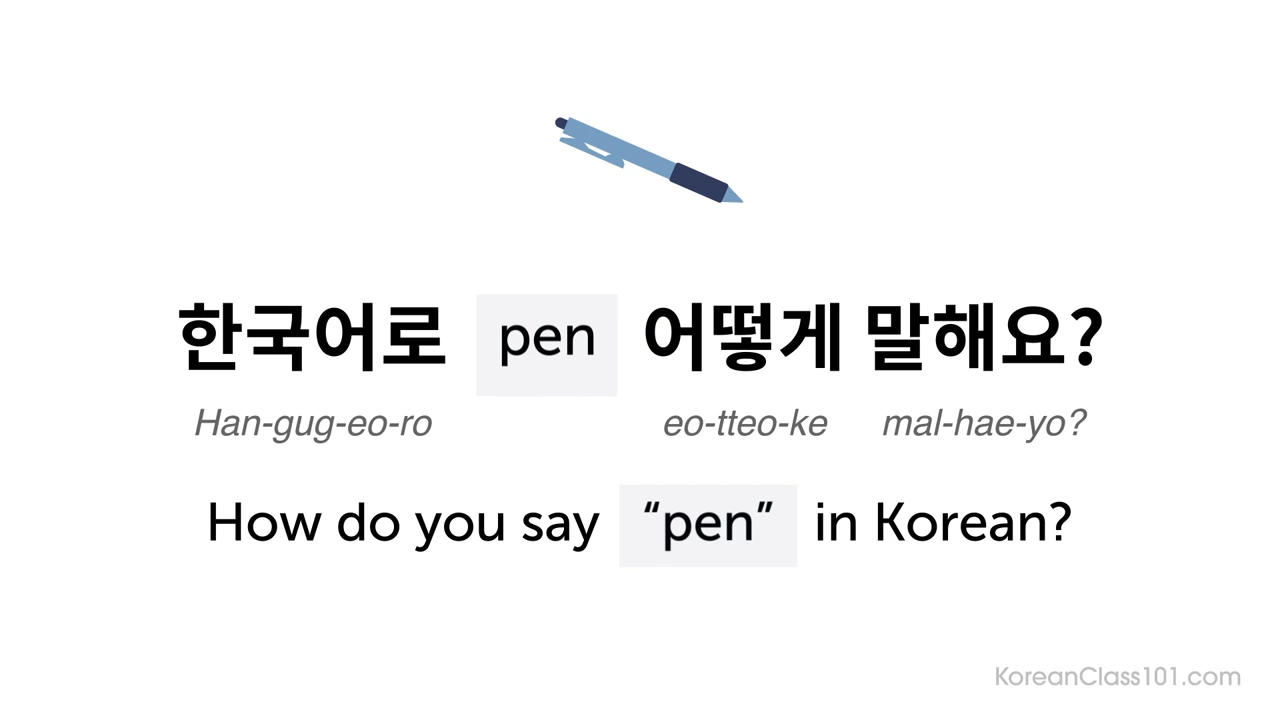 한국어로 pen 어떻게 말해요?
Han-gug-eo-ro eo-tteo-ke mal-hae-yo?
How do you say “pen” in Korean?
KoreanClass101.com